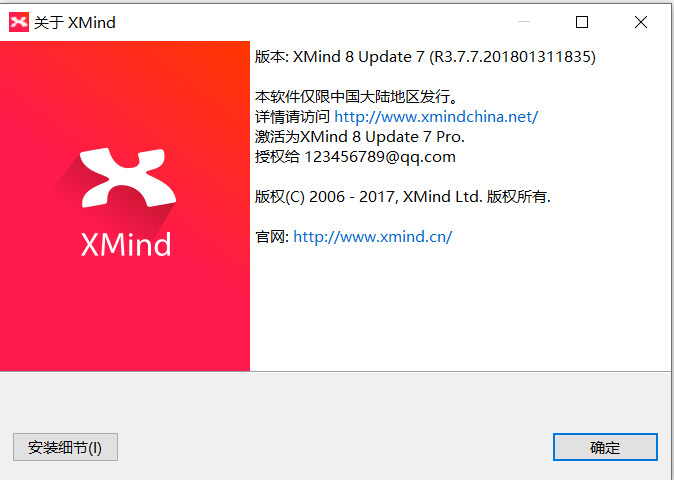 关于 XMind
版本: XMind 8 Update 7 (R3.7.7.201801311835)
本软件仅限中国大陆地区发行。
详情请访问 http://www.xmindchina.net/
激活为XMind 8 Update 7 Pro.
授权给 123456789@qq.com
版权(C) 2006 - 2017, XMind Ltd. 版权所有.
官网: http://www.xmind.cn/
XMind
安装细节(I)
确定